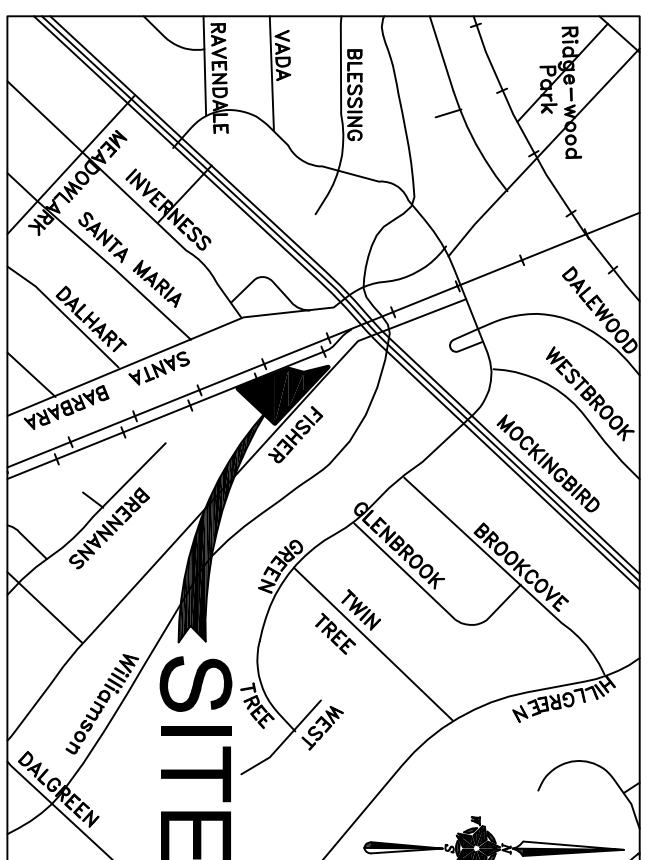 RAVENDALE
VADA
BLESSING
Ridge-wood
Park
MEADOWLARK
INVERNESS
SANTA MARIA
DALHART
SANTA
BARBARA
DALEWOOD
WESTBROOK
MOCKINGBIRD
FISHER
BRENNANS
GREEN
TREE
GLENBROOK
BROOKCOVE
TWIN
TREE
HILLGREEN
WEST
Williamson
DALGREEN
SITE
W
N
S